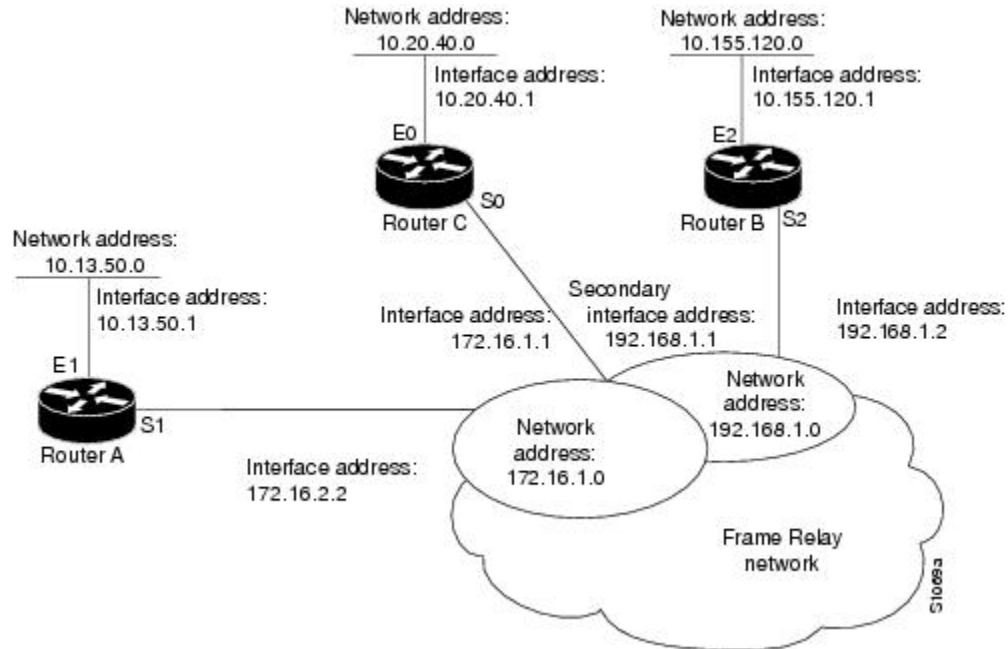 Network address:
10.20.40.0
Interface address:
10.20.40.1
E0
S0
Router C
Network address:
10.155.120.0
Interface address:
10.155.120.1
E2
S2
Router B
Network address:
10.13.50.0
Interface address:
10.13.50.1
E1
S1
Router A
Interface address:
172.16.1.1
Secondary
interface address:
192.168.1.1
Interface address:
192.168.1.2
Interface address:
172.16.2.2
Network
address:
172.16.1.0
Network
address:
192.168.1.0
Frame Relay
network
S1069a